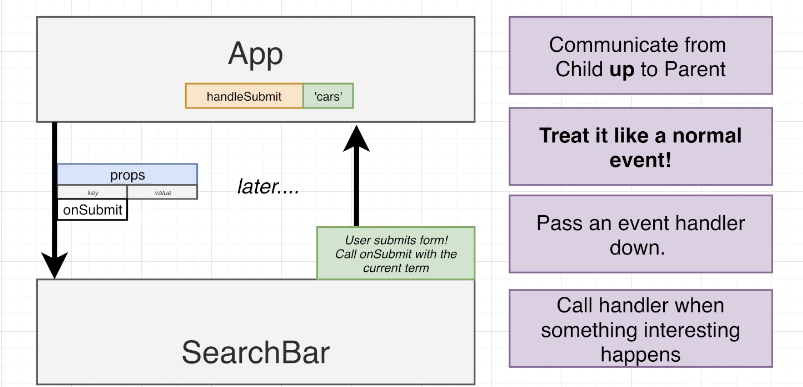 App
handleSubmit
'cars'
props
key
value
onSubmit
later....
User submits form!
Call onSubmit with the
current term
SearchBar
Communicate from
Child up to Parent
Treat it like a normal
event!
Pass an event handler
down.
Call handler when
something interesting
happens